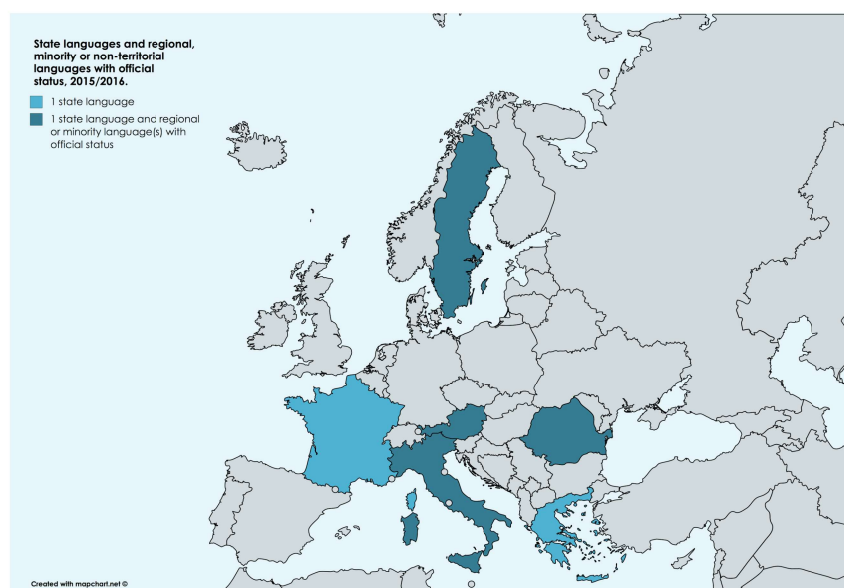 State languages and regional,
minority or non-territorial
languages with official
status, 2015/2016.
1 state language
1 state language and regional
or minority language(s) with
official status
Created with mapchart.net ©